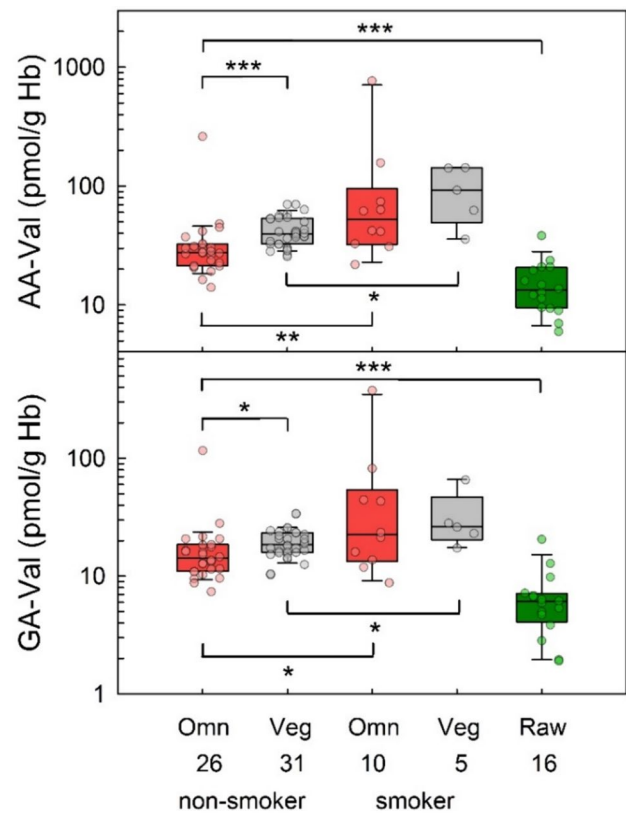 AA-Val (pmol/g Hb)
1000
100
10
***
***
*
**
GA-Val (pmol/g Hb)
100
10
1
***
*
*
*
Omn Veg Omn Veg Raw
26 31 10 5 16
non-smoker smoker